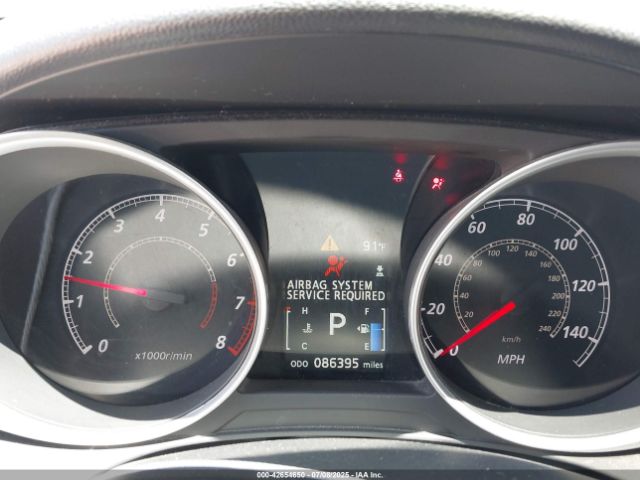 0 1 2 3 4 5 6 7 8
x1000r/min
91°F
AIRBAG SYSTEM
SERVICE REQUIRED
H F
P
C E
ODO 086395 miles
0 20 40 60 80 100 120 140
0 20 40 60 80 100 120 140 160 180 200 220 240
km/h
MPH
000-42654650 - 07/08/2025 - IAA Inc.